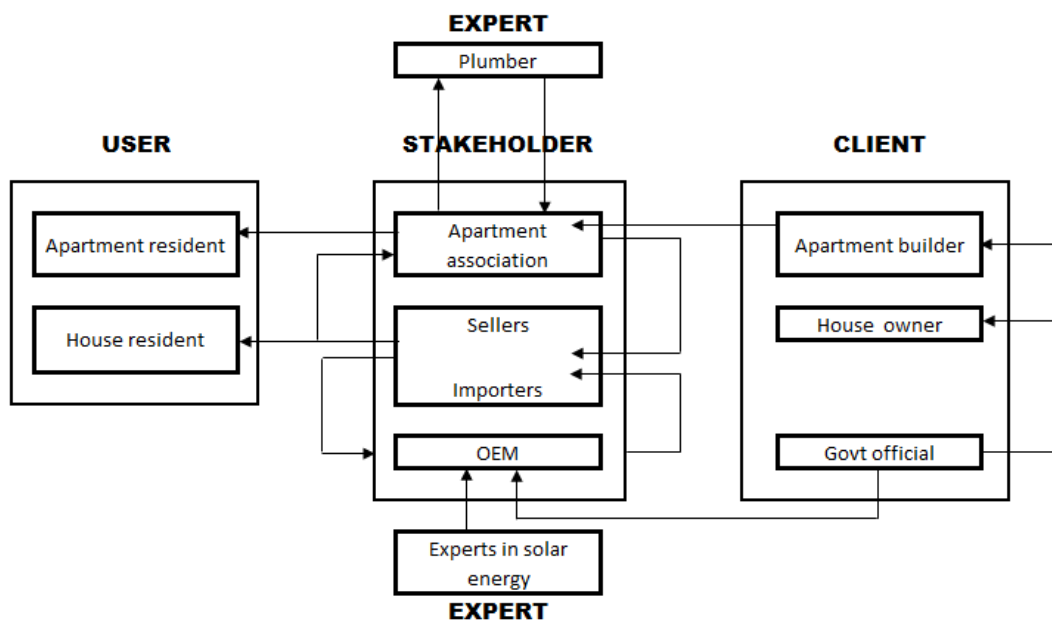 EXPERT
Plumber
USER
STAKEHOLDER
CLIENT
Apartment resident
Apartment
association
Apartment builder
House resident
Sellers
House owner
Importers
OEM
Govt official
Experts in solar
energy
EXPERT